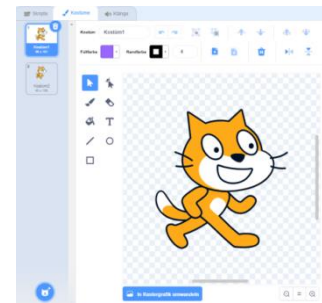 Skripte Kostüme Klänge
Kostüm Kostüm1
Kostüm1
Füllfarbe Randfarbe
Kostüm2
T
In Rastergrafik umwandeln